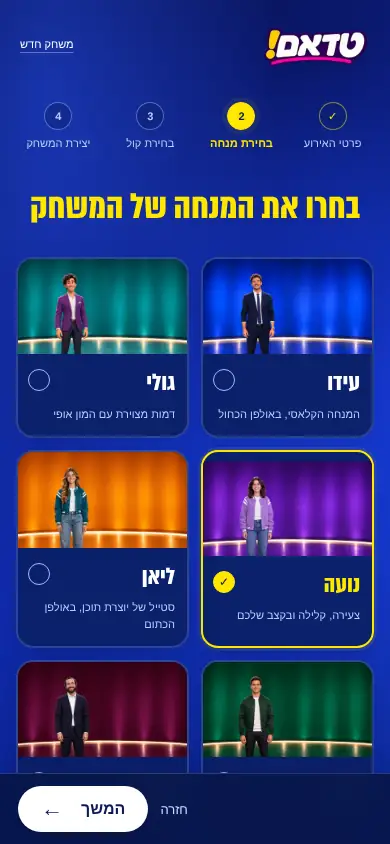 טדאם!
משחק חדש
✓
2
3
4
פרטי האירוע
בחירת מנחה
בחירת קול
יצירת המשחק
בחרו את המנחה של המשחק
עידו
המנחה הקלאסי, באולפן הכחול
גולי
דמות מצוירת עם המון אופי
נועה
צעירה, קלילה ובקצב שלכם
ליאן
סטייל של יוצרת תוכן, באולפן
הכתום
חזרה
המשך ←